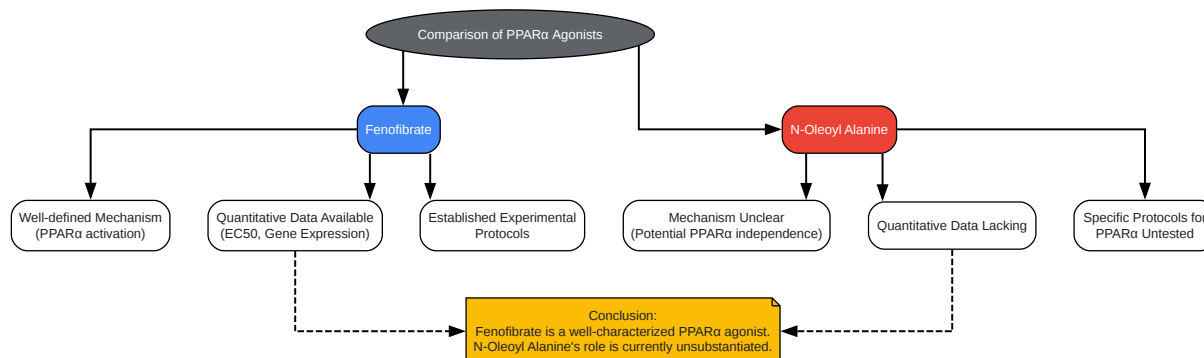 Comparison of PPARα Agonists
Fenofibrate
N-Oleoyl Alanine
Well-defined Mechanism
(PPARα activation)
Quantitative Data Available
(EC50, Gene Expression)
Established Experimental
Protocols
Mechanism Unclear
(Potential PPARα independence)
Quantitative Data Lacking
Specific Protocols for
PPARα Untested
Conclusion:
Fenofibrate is a well-characterized PPARα agonist.
N-Oleoyl Alanine's role is currently unsubstantiated.